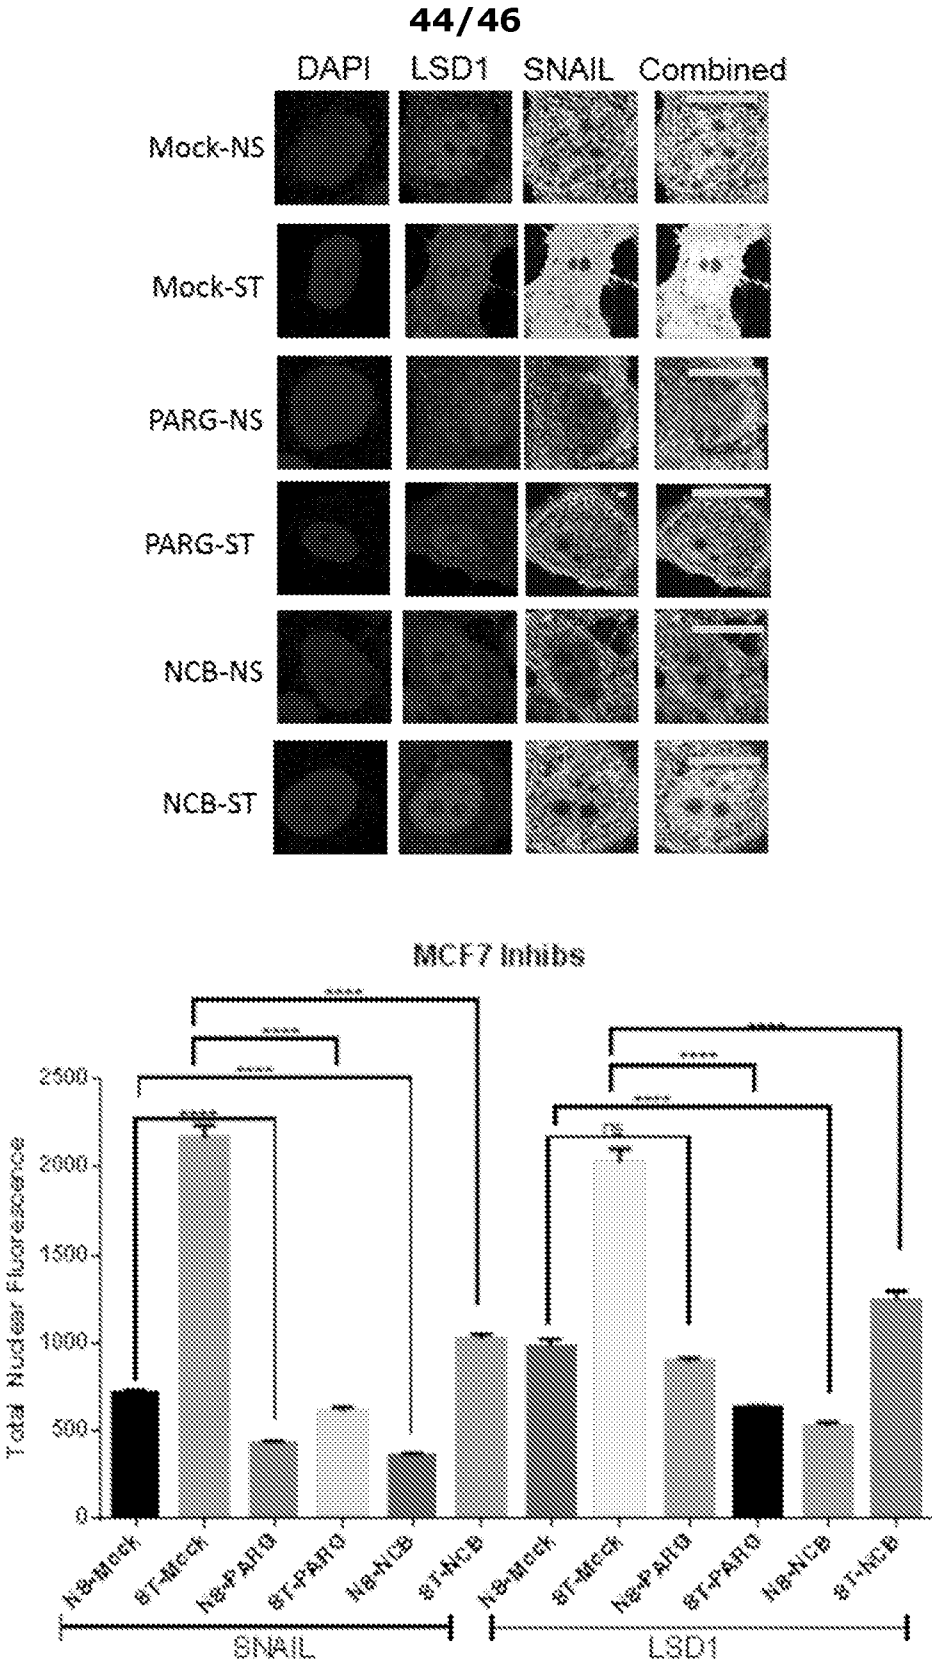 44/46
DAPI LSD1 SNAIL Combined
Mock-NS
Mock-ST
PARG-NS
PARG-ST
NCB-NS
NCB-ST
MCF7 Inhibs
**** ****
**** ****
**** ****
**** ns
2500
2000
1500
1000
500
0
Total Nuclear Fluorescence
NS-Mock ST-Mock NS-PARG ST-PARG NS-NCB ST-NCB NS-Mock ST-Mock NS-PARG ST-PARG NS-NCB ST-NCB
SNAIL LSD1